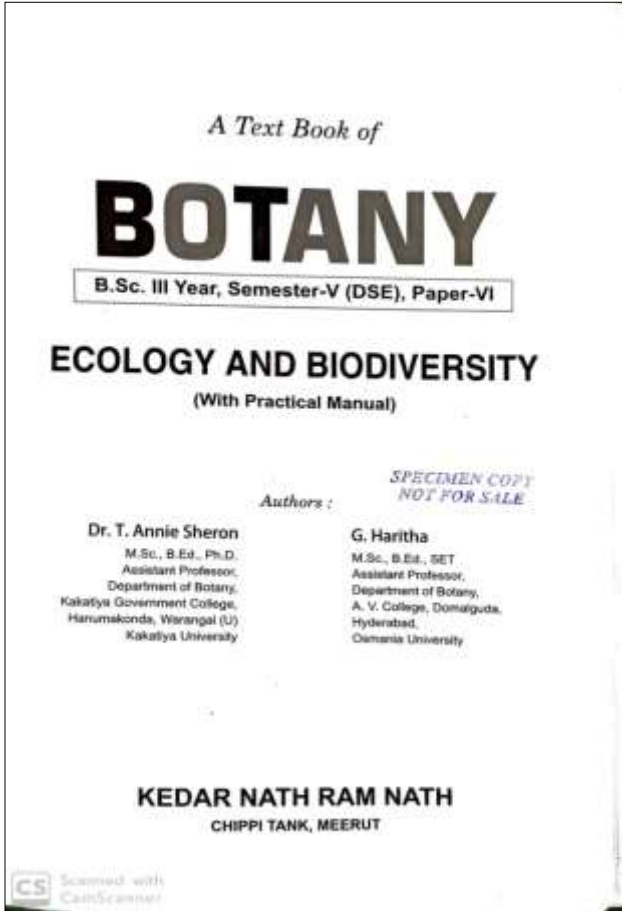 A Text Book of
BOTANY
B.Sc. III Year, Semester-V (DSE), Paper-VI
ECOLOGY AND BIODIVERSITY
(With Practical Manual)
SPECIMEN COPY
NOT FOR SALE
Authors :
Dr. T. Annie Sheron
M.Sc., B.Ed., Ph.D.
Assistant Professor,
Department of Botany,
Kakatiya Government College,
Hanumakonda, Warangal (U)
Kakatiya University
G. Haritha
M.Sc., B.Ed., SET
Assistant Professor,
Department of Botany,
A. V. College, Domalguda,
Hyderabad,
Osmania University
KEDAR NATH RAM NATH
CHIPPI TANK, MEERUT
CS
Scanned with
CamScanner